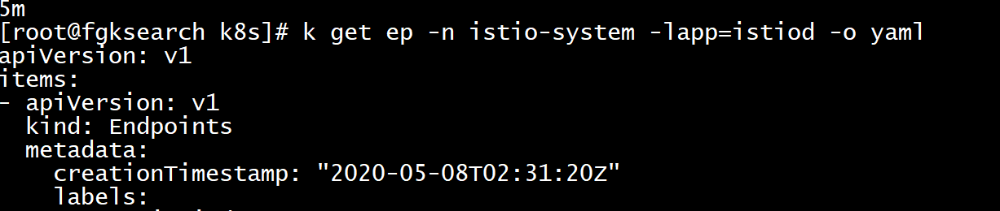 5m
[root@fgksearch k8s]# k get ep -n istio-system -lapp=istiod -o yaml
apiVersion: v1
items:
- apiVersion: v1
  kind: Endpoints
  metadata:
    creationTimestamp: "2020-05-08T02:31:20Z"
    labels: